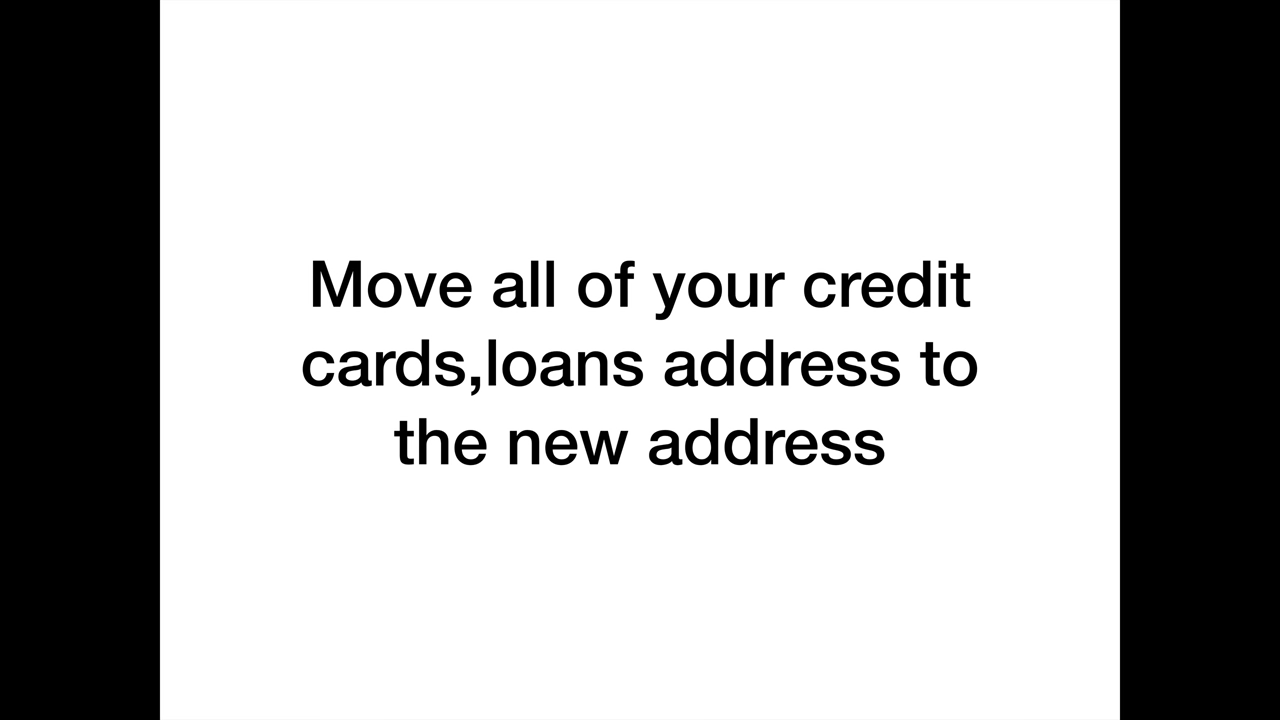 Move all of your credit
cards,loans address to
the new address